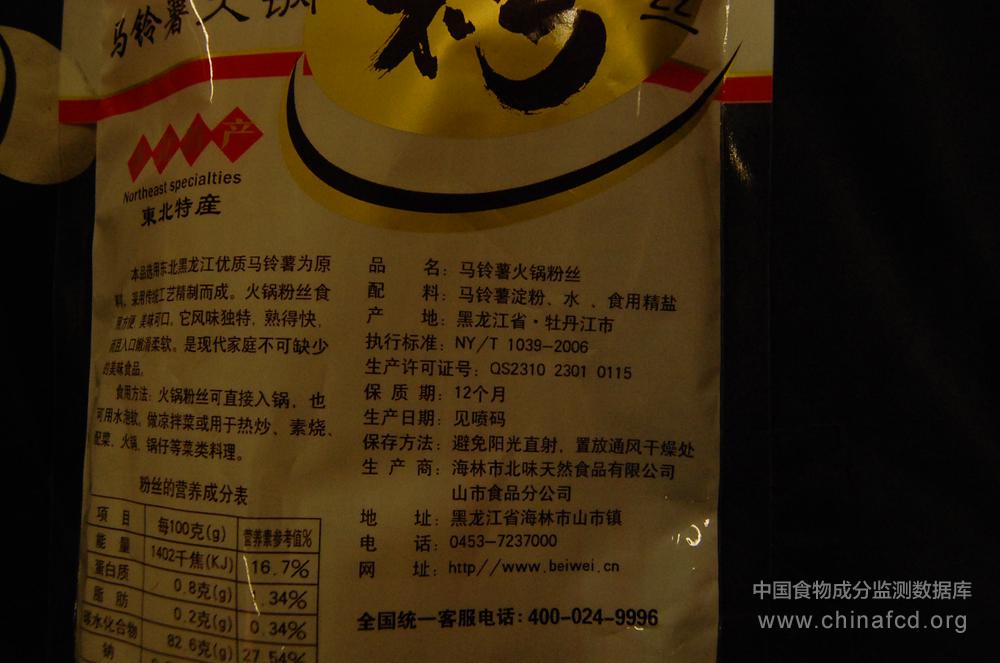 马铃薯
丝
产
Northeast specialties
東北特産
本品选用东北黑龙江优质马铃薯为原
料，采用传统工艺精制而成。火锅粉丝食
用方便，美味可口，它风味独特，熟得快，
而且入口嫩滑柔软。是现代家庭不可缺少
的美味食品。
食用方法：火锅粉丝可直接入锅，也
可用水泡软，做凉拌菜或用于热炒、素烧、
配菜、火锅、锅仔等菜类料理。
粉丝的营养成分表
项 目 每100克(g) 营养素参考值%
能 量 1402千焦(KJ) 16.7%
蛋白质 0.8克(g) 1.34%
脂 肪 0.2克(g) 0.34%
碳水化合物 82.6克(g) 27.54%
钠
品 名：马铃薯火锅粉丝
配 料：马铃薯淀粉、水 、食用精盐
产 地：黑龙江省·牡丹江市
执行标准：NY/T 1039-2006
生产许可证号：QS2310 2301 0115
保 质 期：12个月
生产日期：见喷码
保存方法：避免阳光直射，置放通风干燥处
生 产 商：海林市北味天然食品有限公司
山市食品分公司
地 址：黑龙江省海林市山市镇
电 话：0453-7237000
网 址：http//www.beiwei.cn
全国统一客服电话：400-024-9996
中国食物成分监测数据库
www.chinafcd.org